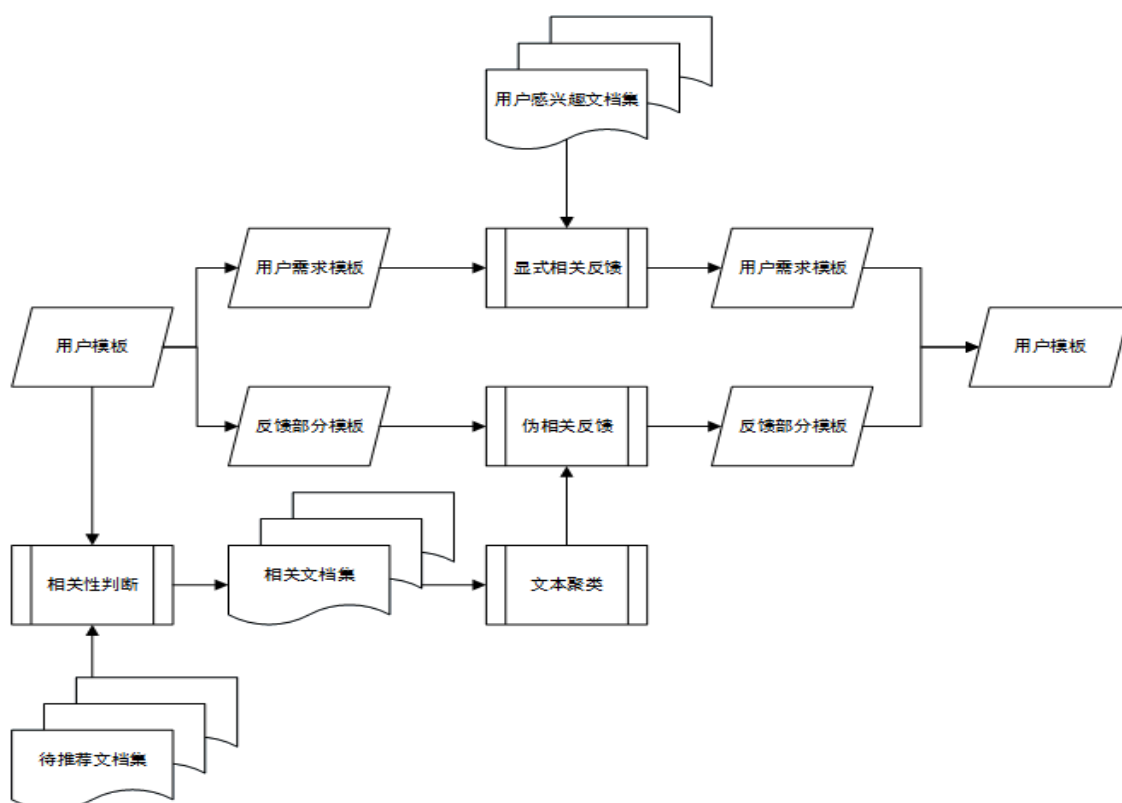 用户感兴趣文档集
用户需求模板
显式相关反馈
用户需求模板
用户模板
用户模板
反馈部分模板
伪相关反馈
反馈部分模板
相关性判断
相关文档集
文本聚类
待推荐文档集